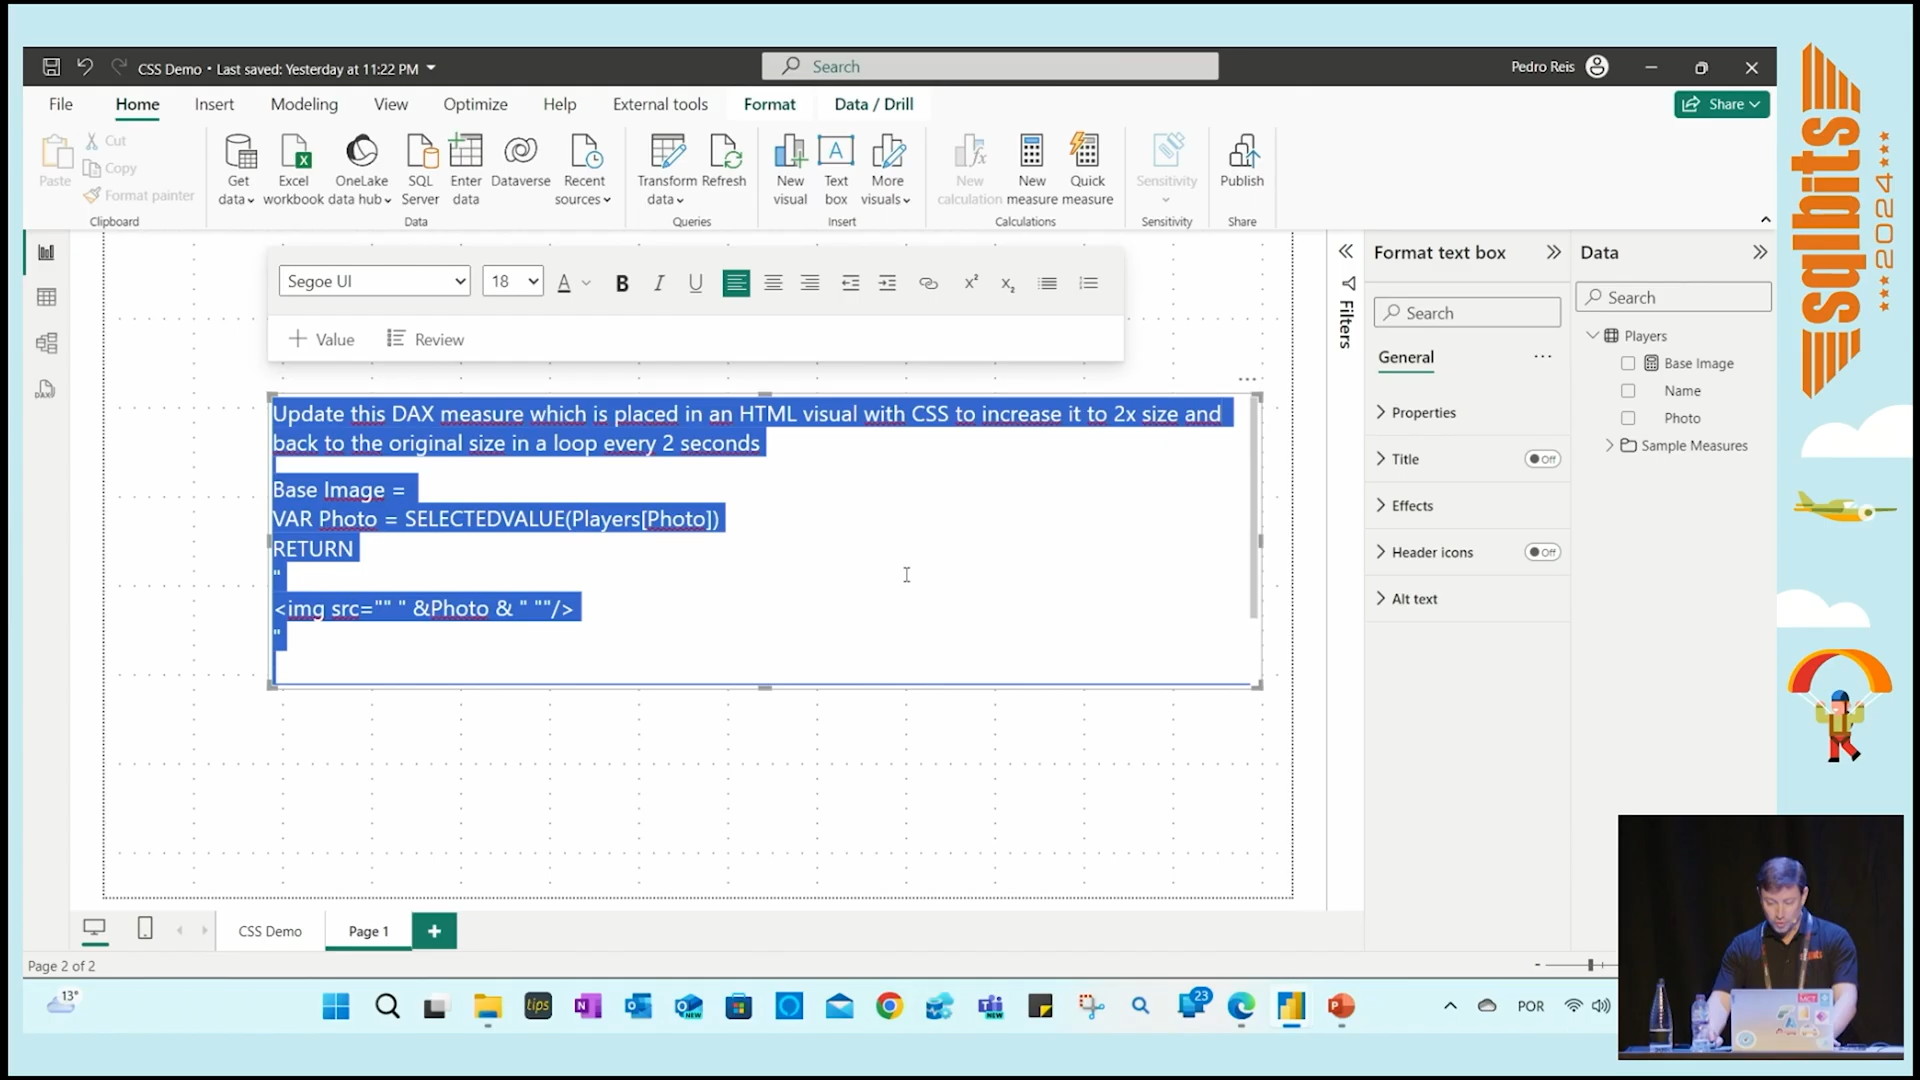 CSS Demo • Last saved: Yesterday at 11:22 PM
Search
Pedro Reis
File
Home
Insert
Modeling
View
Optimize
Help
External tools
Format
Data / Drill
Share
Paste
Cut
Copy
Format painter
Clipboard
Get data
Excel workbook
OneLake data hub
SQL Server
Enter data
Dataverse
Recent sources
Data
Transform data
Refresh
Queries
New visual
Text box
More visuals
Insert
New calculation
New measure
Quick measure
Calculations
Sensitivity
Sensitivity
Publish
Share
Segoe UI
18
Value
Review
Update this DAX measure which is placed in an HTML visual with CSS to increase it to 2x size and
back to the original size in a loop every 2 seconds
Base Image =
VAR Photo = SELECTEDVALUE(Players[Photo])
RETURN
"
<img src="" " &Photo & " ""/>
"
Filters
Format text box
Search
General
Properties
Title
Off
Effects
Header icons
Off
Alt text
Data
Search
Players
Base Image
Name
Photo
Sample Measures
CSS Demo
Page 1
Page 2 of 2
13°
tips
NEW
NEW
23
POR
sqlbits
2024